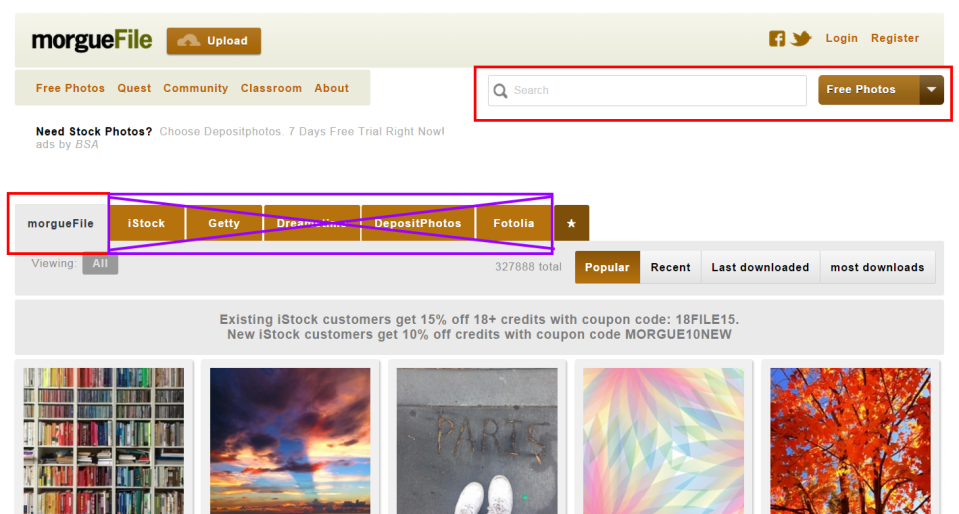 morgueFile Upload Login Register
Free Photos Quest Community Classroom About Search Free Photos
Need Stock Photos? Choose Depositphotos. 7 Days Free Trial Right Now!
ads by BSA
morgueFile iStock Getty Dreamstime DepositPhotos Fotolia
Viewing: All 327888 total Popular Recent Last downloaded most downloads
Existing iStock customers get 15% off 18+ credits with coupon code: 18FILE15.
New iStock customers get 10% off credits with coupon code MORGUE10NEW
PARIS